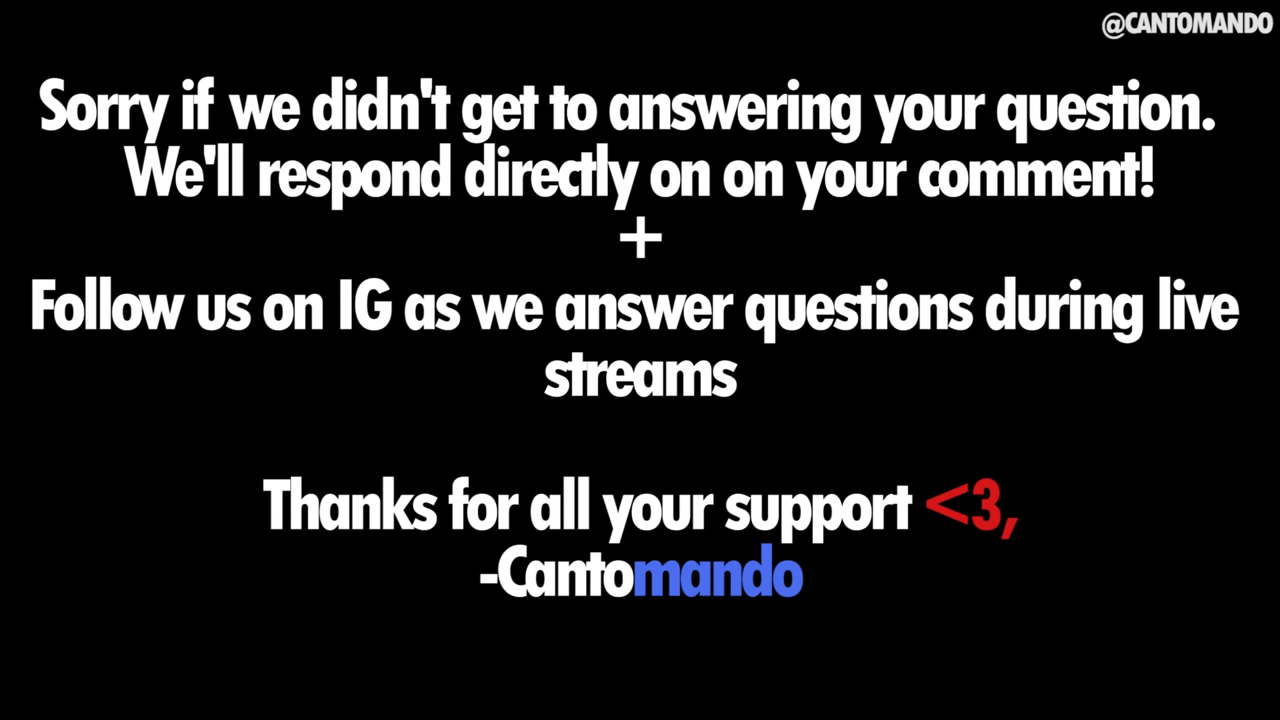 @CANTOMANDO
Sorry if we didn't get to answering your question.
We'll respond directly on on your comment!
+
Follow us on IG as we answer questions during live
streams
Thanks for all your support <3,
-Cantomando